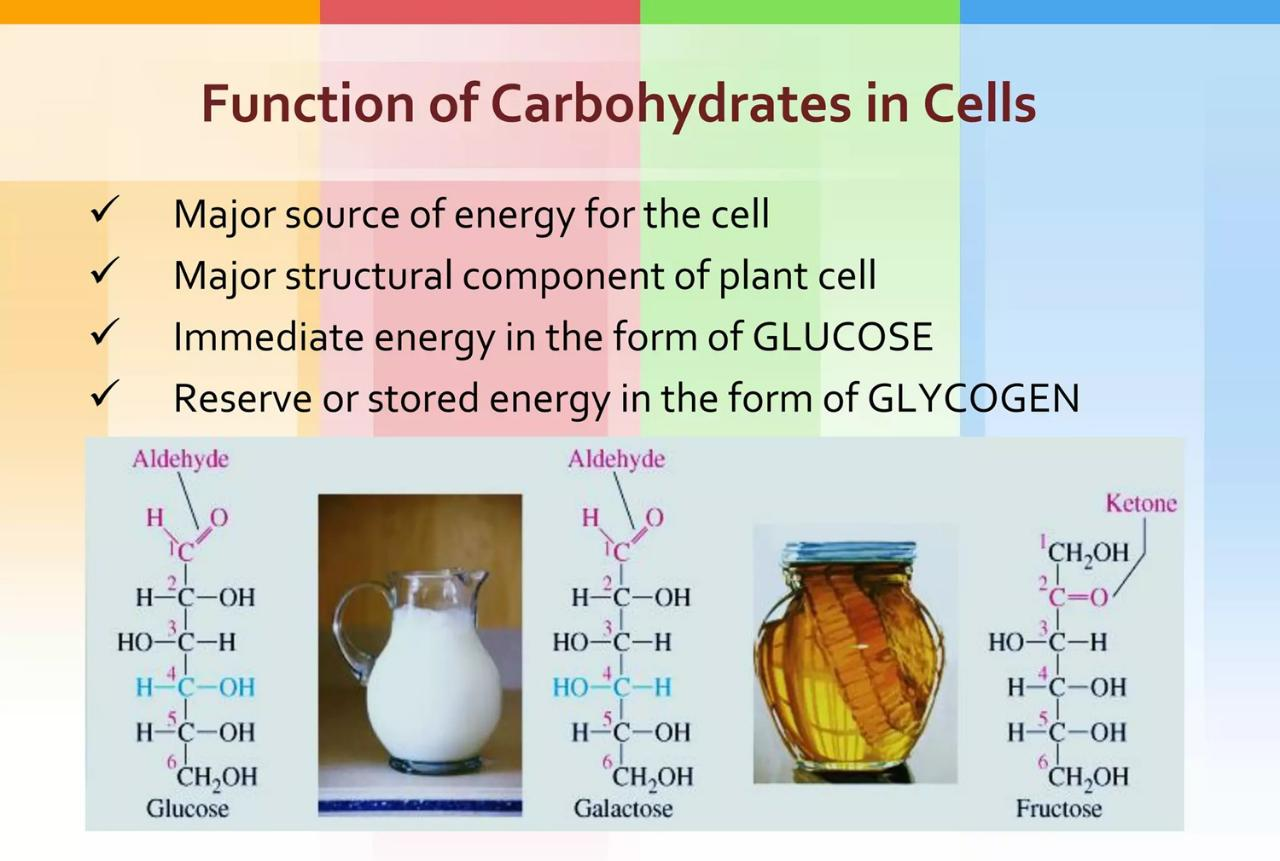 Function of Carbohydrates in Cells
✓ Major source of energy for the cell
✓ Major structural component of plant cell
✓ Immediate energy in the form of GLUCOSE
✓ Reserve or stored energy in the form of GLYCOGEN
Aldehyde
H O
1C
H–2C–OH
HO–3C–H
H–4C–OH
H–5C–OH
6CH₂OH
Glucose
Aldehyde
H O
1C
H–2C–OH
HO–3C–H
HO–4C–H
H–5C–OH
6CH₂OH
Galactose
Ketone
1CH₂OH
2C=O
HO–3C–H
H–4C–OH
H–5C–OH
6CH₂OH
Fructose